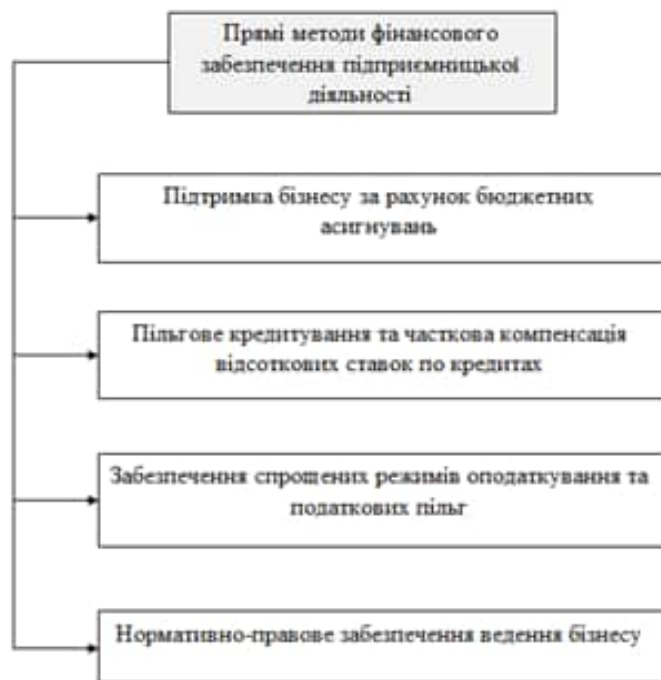 Прямі методи фінансового
забезпечення підприємницької
діяльності
Підтримка бізнесу за рахунок бюджетних
асигнувань
Пільгове кредитування та часткова компенсація
відсоткових ставок по кредитах
Забезпечення спрощених режимів оподаткування та
податкових пільг
Нормативно-правове забезпечення ведення бізнесу